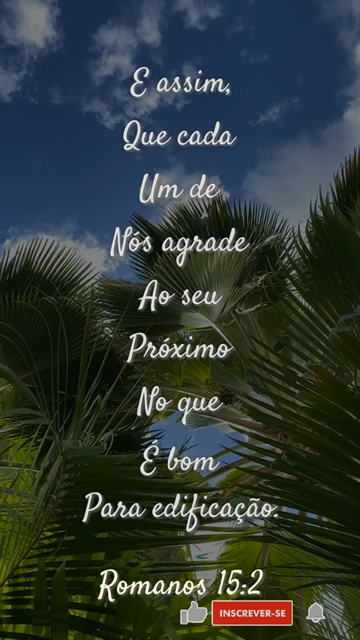 E assim,
Que cada
Um de
Nós agrade
Ao seu
Próximo
No que
É bom
Para edificação.
Romanos 15:2
INSCREVER-SE